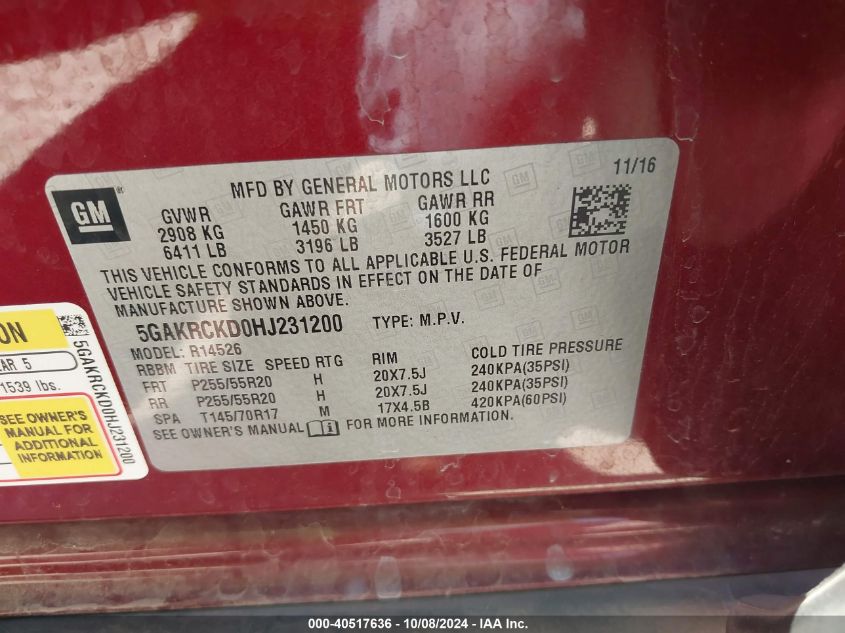 MFD BY GENERAL MOTORS LLC
11/16
GM
GVWR GAWR FRT GAWR RR
2908 KG 1450 KG 1600 KG
6411 LB 3196 LB 3527 LB
THIS VEHICLE CONFORMS TO ALL APPLICABLE U.S. FEDERAL MOTOR
VEHICLE SAFETY STANDARDS IN EFFECT ON THE DATE OF
MANUFACTURE SHOWN ABOVE.
5GAKRCKD0HJ231200 TYPE: M.P.V.
MODEL: R14526
RBBM TIRE SIZE SPEED RTG RIM COLD TIRE PRESSURE
FRT P255/55R20 H 20X7.5J 240KPA(35PSI)
RR P255/55R20 H 20X7.5J 240KPA(35PSI)
SPA T145/70R17 M 17X4.5B 420KPA(60PSI)
SEE OWNER'S MANUAL FOR MORE INFORMATION.
ON
AR 5
1539 lbs.
SEE OWNER'S
MANUAL FOR
ADDITIONAL
INFORMATION
5GAKRCKD0HJ231200
000-40517636 - 10/08/2024 - IAA Inc.